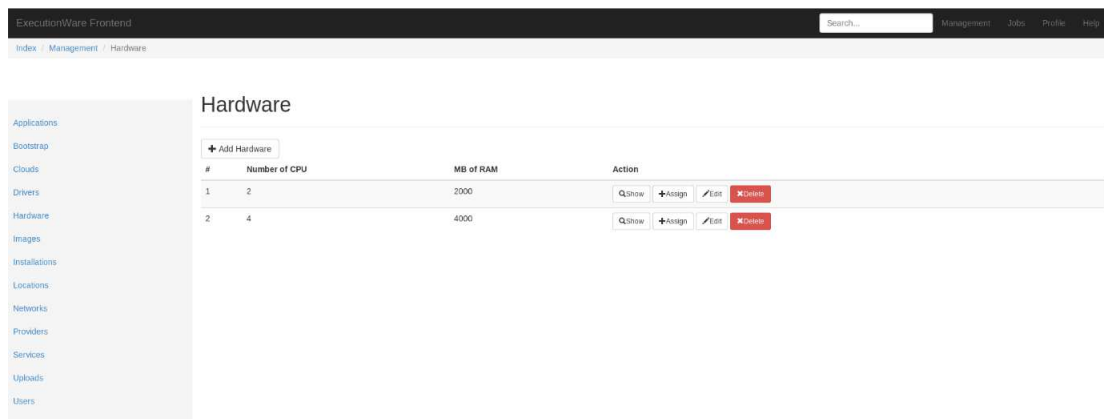 ExecutionWare Frontend Search... Management Jobs Profile Help
Index / Management / Hardware
Hardware
Applications
Bootstrap
Clouds
Drivers
Hardware
Images
Installations
Locations
Networks
Providers
Services
Uploads
Users
Add Hardware
# Number of CPU MB of RAM Action
1 2 2000 Show Assign Edit Delete
2 4 4000 Show Assign Edit Delete